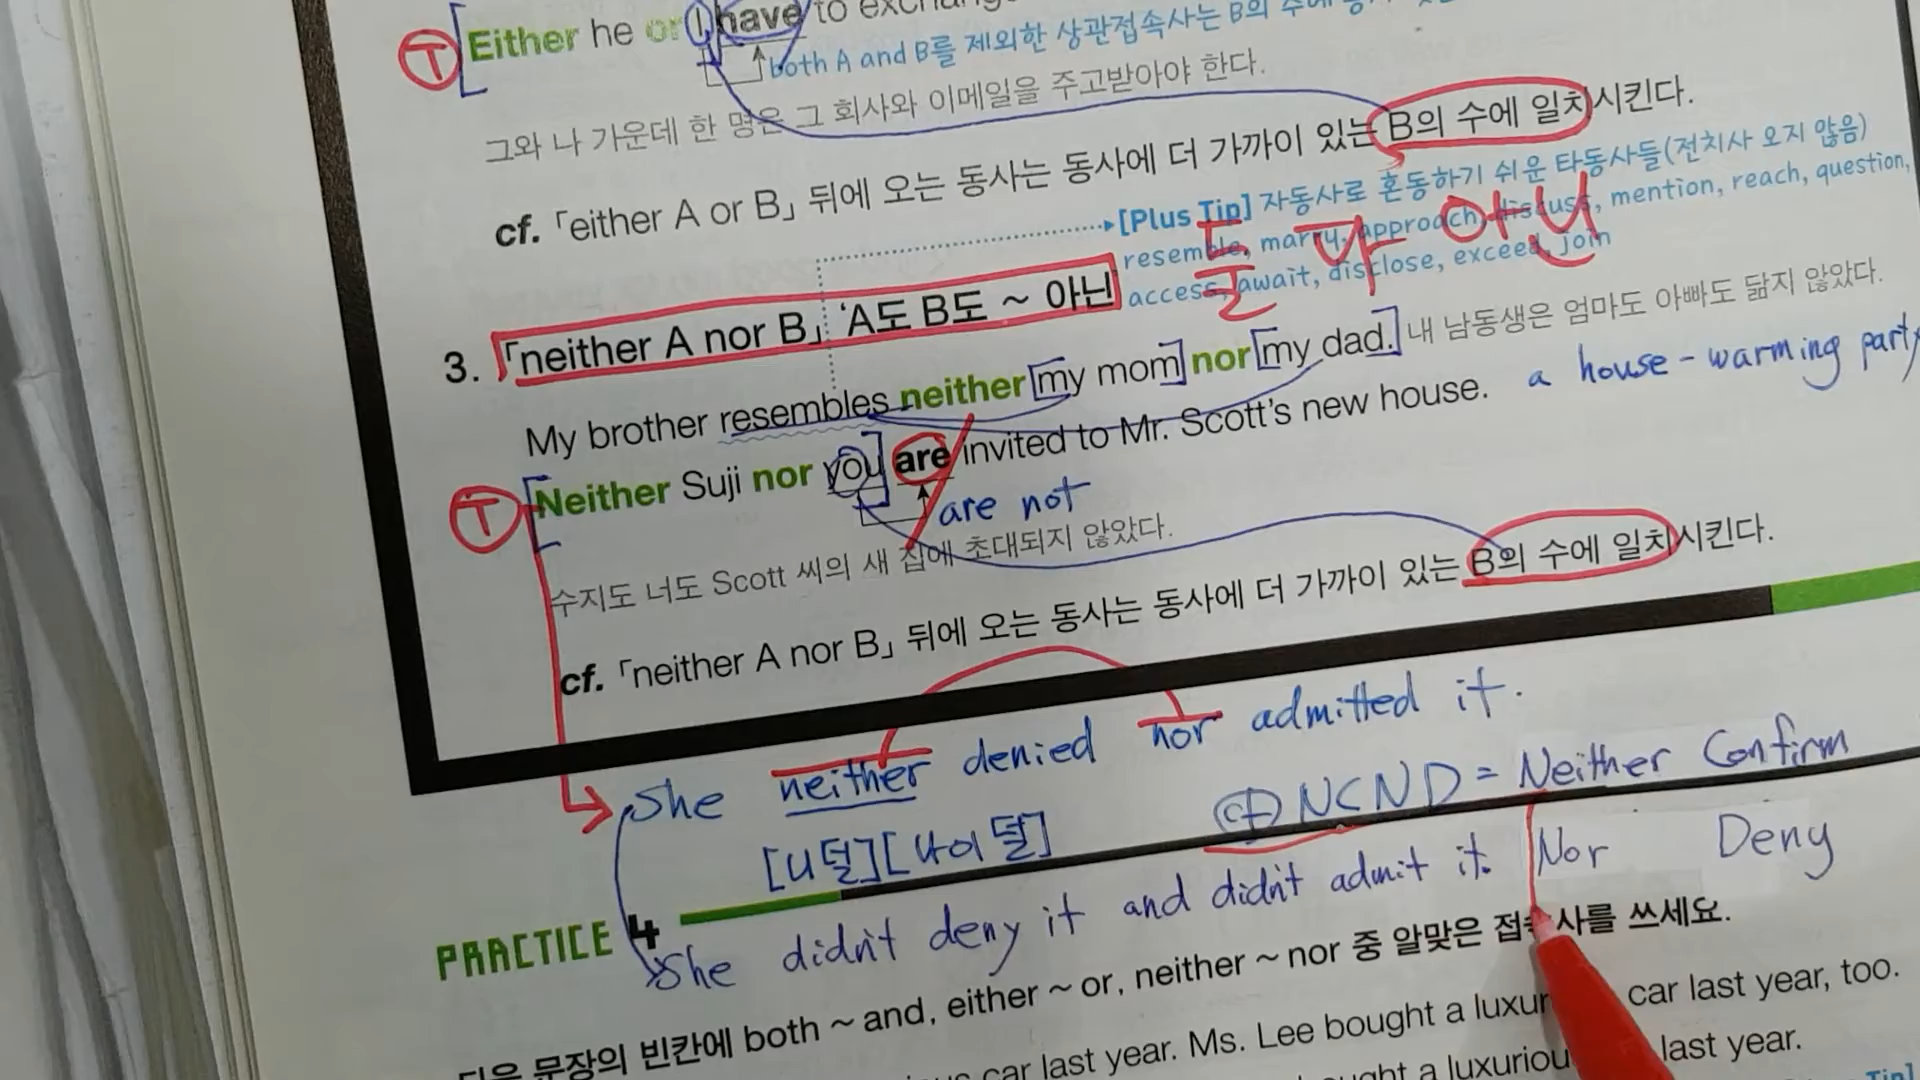 Ⓣ Either he or I have to
both A and B를 제외한 상관접속사는 B의
그와 나 가운데 한 명은 그 회사와 이메일을 주고받아야 한다.
cf. 「either A or B」 뒤에 오는 동사는 동사에 더 가까이 있는 B의 수에 일치시킨다.
[Plus Tip] 자동사로 혼동하기 쉬운 타동사들(전치사 오지 않음)
resemble, marry, approach, discuss, mention, reach, question,
access, await, disclose, exceed, join
둘 다 아닌
3. 「neither A nor B」 'A도 B도 ~ 아닌
My brother resembles neither my mom nor my dad. 내 남동생은 엄마도 아빠도 닮지 않았다.
a house-warming party
Ⓣ Neither Suji nor you are invited to Mr. Scott's new house.
are not
수지도 너도 Scott 씨의 새 집에 초대되지 않았다.
cf. 「neither A nor B」 뒤에 오는 동사는 동사에 더 가까이 있는 B의 수에 일치시킨다.
She neither denied nor admitted it.
[니덜][나이덜]
cf NCND = Neither Confirm
Nor Deny
She didn't deny it and didn't admit it.
PRACTICE 4
다음 문장의 빈칸에 both ~ and, either ~ or, neither ~ nor 중 알맞은 접속사를 쓰세요.
car last year. Ms. Lee bought a car last year, too.
last year.
Tip]